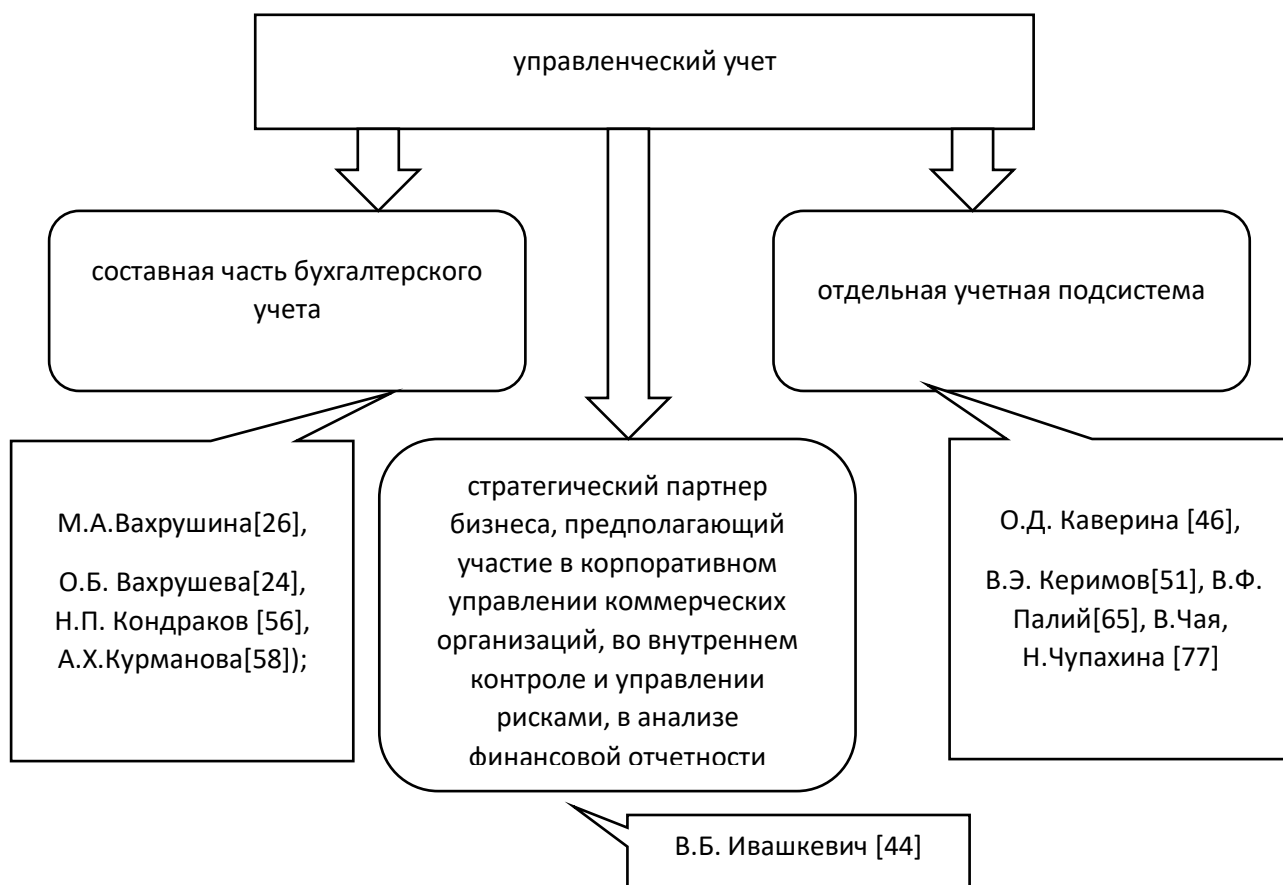 управленческий учет
составная часть бухгалтерского
учета
отдельная учетная подсистема
М.А.Вахрушина[26],
О.Б. Вахрушева[24],
Н.П. Кондраков [56],
А.Х.Курманова[58]);
стратегический партнер
бизнеса, предполагающий
участие в корпоративном
управлении коммерческих
организаций, во внутреннем
контроле и управлении
рисками, в анализе
финансовой отчетности
О.Д. Каверина [46],
В.Э. Керимов[51], В.Ф.
Палий[65], В.Чая,
Н.Чупахина [77]
В.Б. Ивашкевич [44]